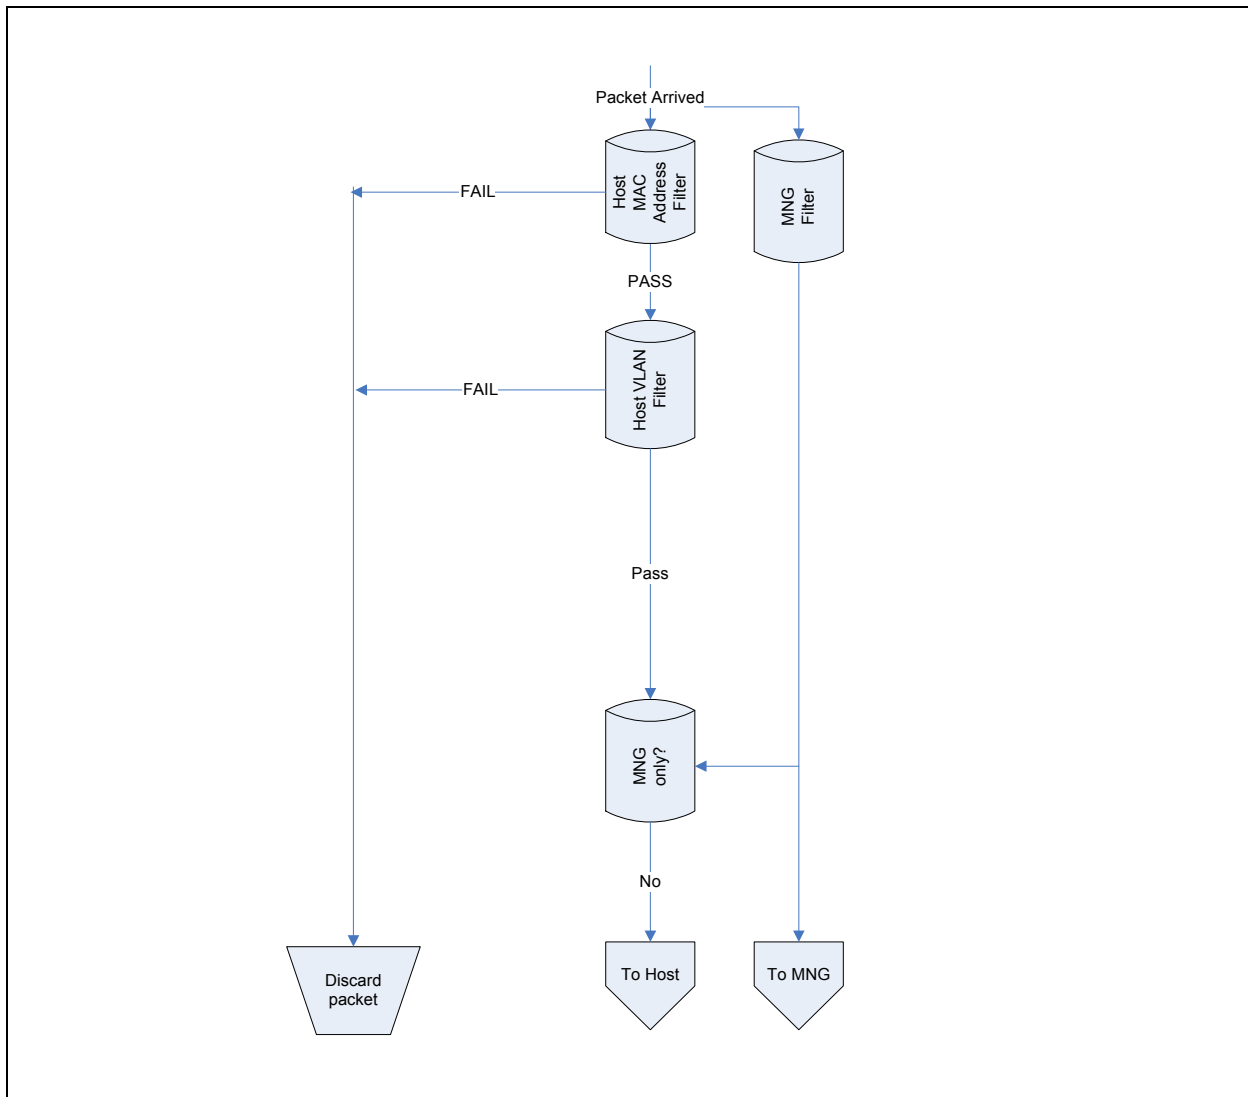 Packet Arrived
Host
MAC
Address
Filter
MNG
Filter
FAIL
PASS
Host VLAN
Filter
FAIL
Pass
MNG
only?
No
Discard
packet
To Host
To MNG